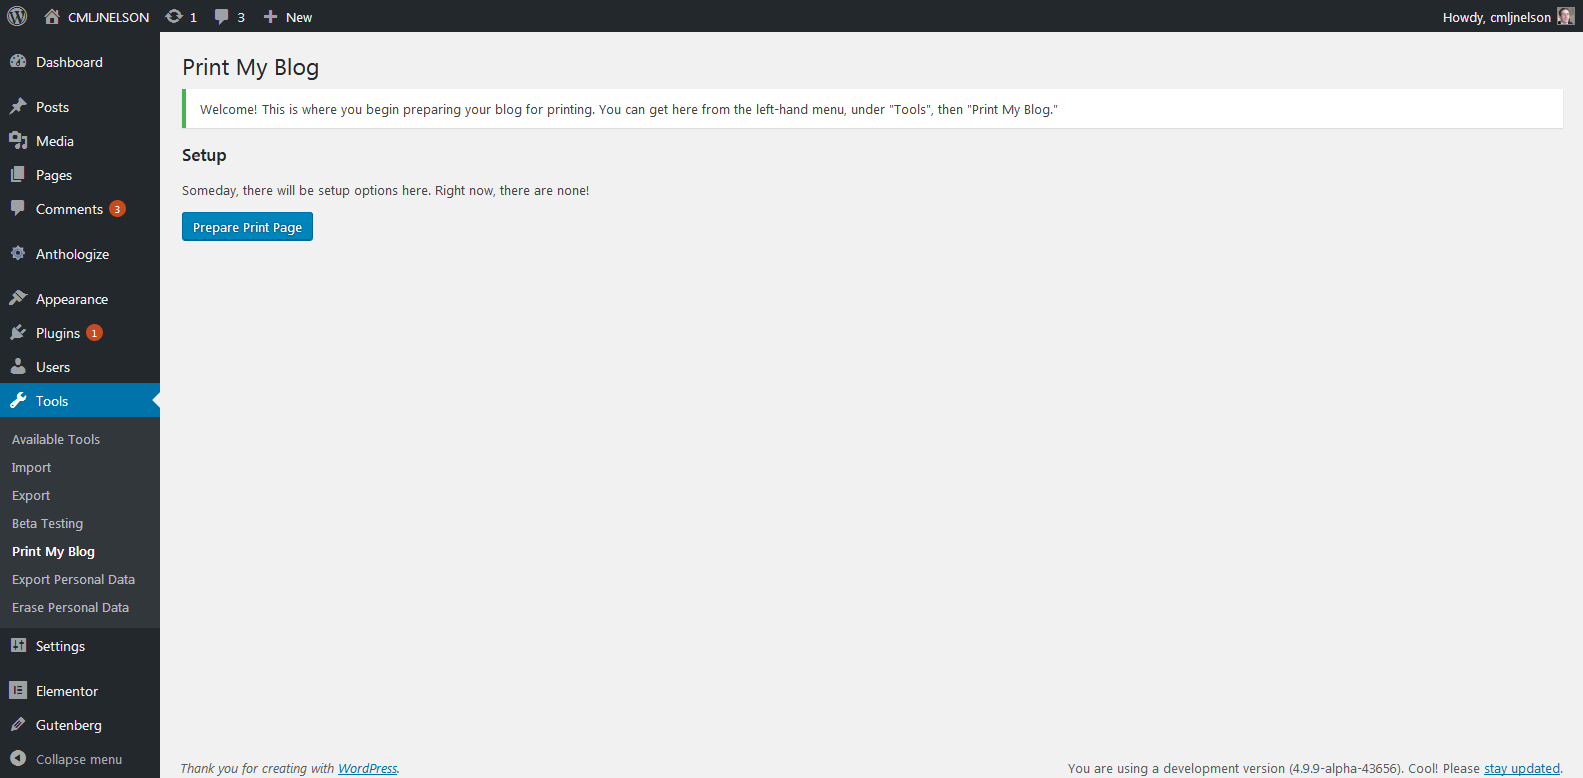 CMLJNELSON 1 3 New Howdy, cmljnelson
Dashboard
Posts
Media
Pages
Comments 3
Anthologize
Appearance
Plugins 1
Users
Tools
Available Tools
Import
Export
Beta Testing
Print My Blog
Export Personal Data
Erase Personal Data
Settings
Elementor
Gutenberg
Collapse menu
Print My Blog
Welcome! This is where you begin preparing your blog for printing. You can get here from the left-hand menu, under "Tools", then "Print My Blog."
Setup
Someday, there will be setup options here. Right now, there are none!
Prepare Print Page
Thank you for creating with WordPress. You are using a development version (4.9.9-alpha-43656). Cool! Please stay updated.